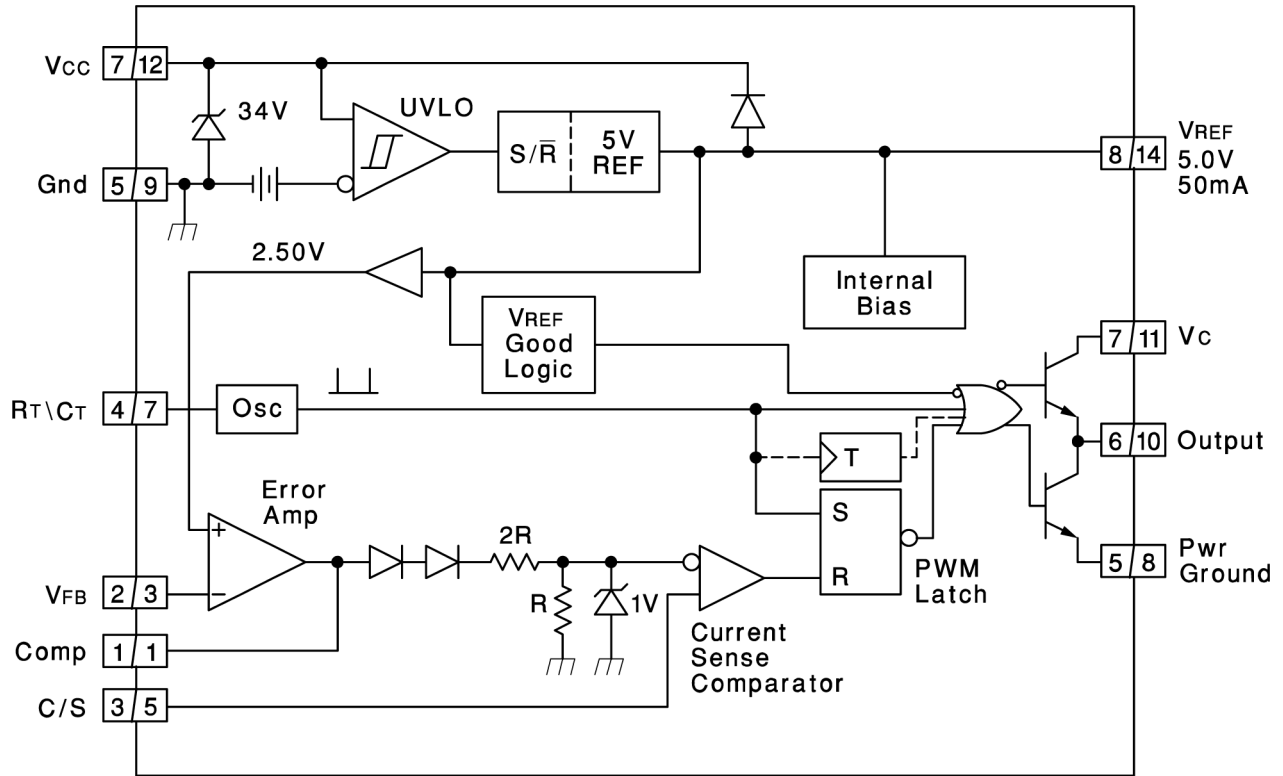 VCC
7/12
34V
UVLO
S/R̅
5V
REF
8/14
VREF
5.0V
50mA
Gnd
5/9
2.50V
Internal
Bias
VREF
Good
Logic
7/11
VC
RT\CT
4/7
Osc
T
6/10
Output
Error
Amp
+
−
2R
S
R
PWM
Latch
5/8
Pwr
Ground
VFB
2/3
R
1V
Comp
1/1
Current
Sense
Comparator
C/S
3/5